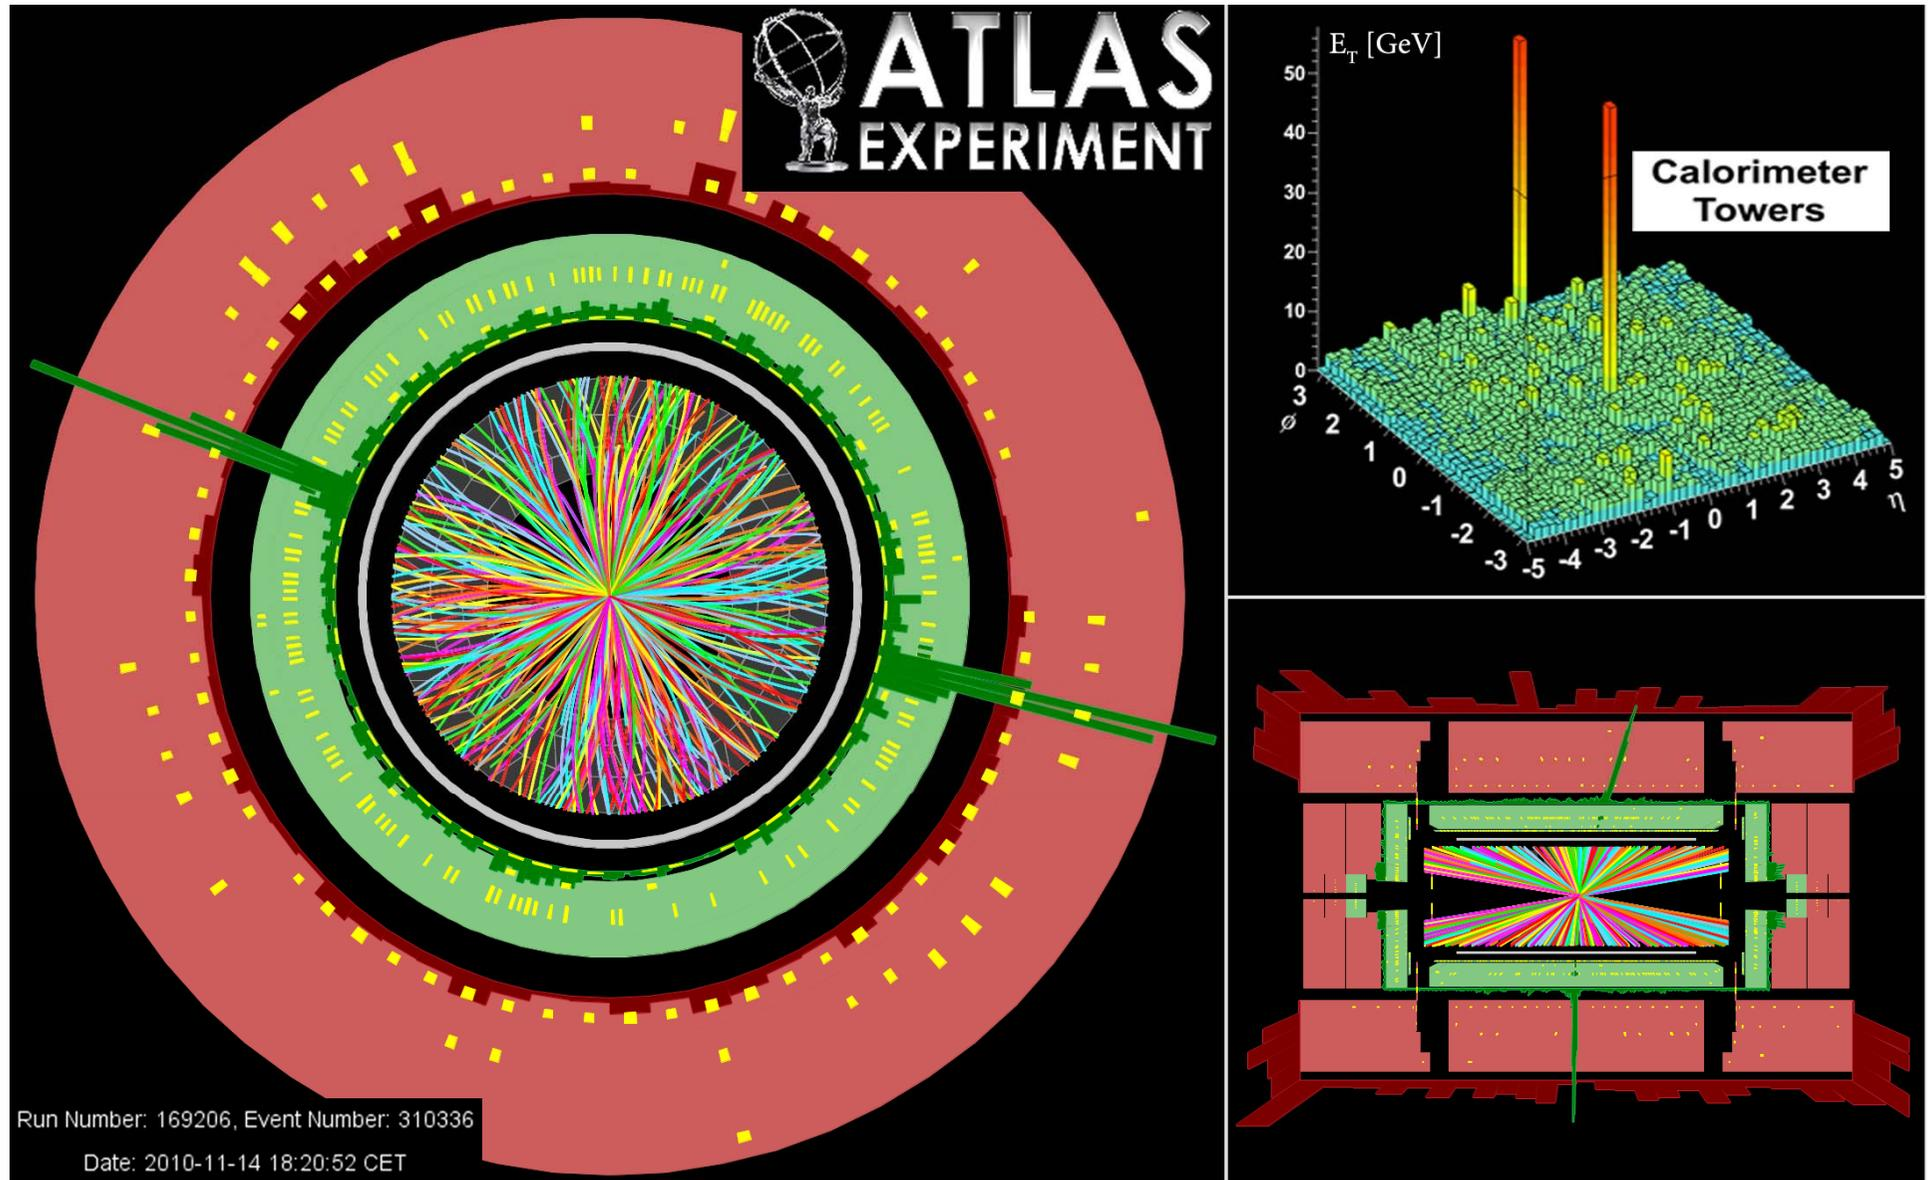 ATLAS
EXPERIMENT
Run Number: 169206, Event Number: 310336
Date: 2010-11-14 18:20:52 CET
E_T [GeV]
50
40
30
20
10
0
Calorimeter
Towers
3
ϕ
2
1
0
-1
-2
-3
-5
-4
-3
-2
-1
0
1
2
3
4
5
η